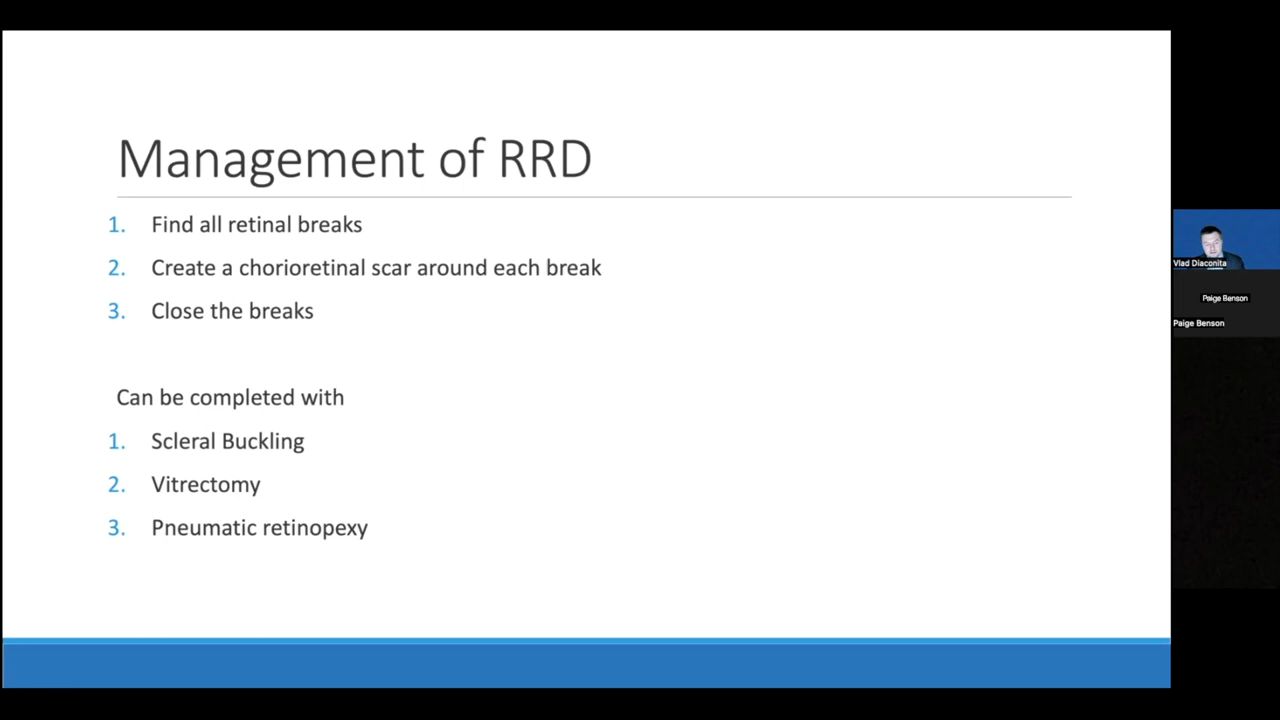 Management of RRD
1. Find all retinal breaks
2. Create a chorioretinal scar around each break
3. Close the breaks
Can be completed with
1. Scleral Buckling
2. Vitrectomy
3. Pneumatic retinopexy
Vlad Diaconita
Paige Benson
Paige Benson